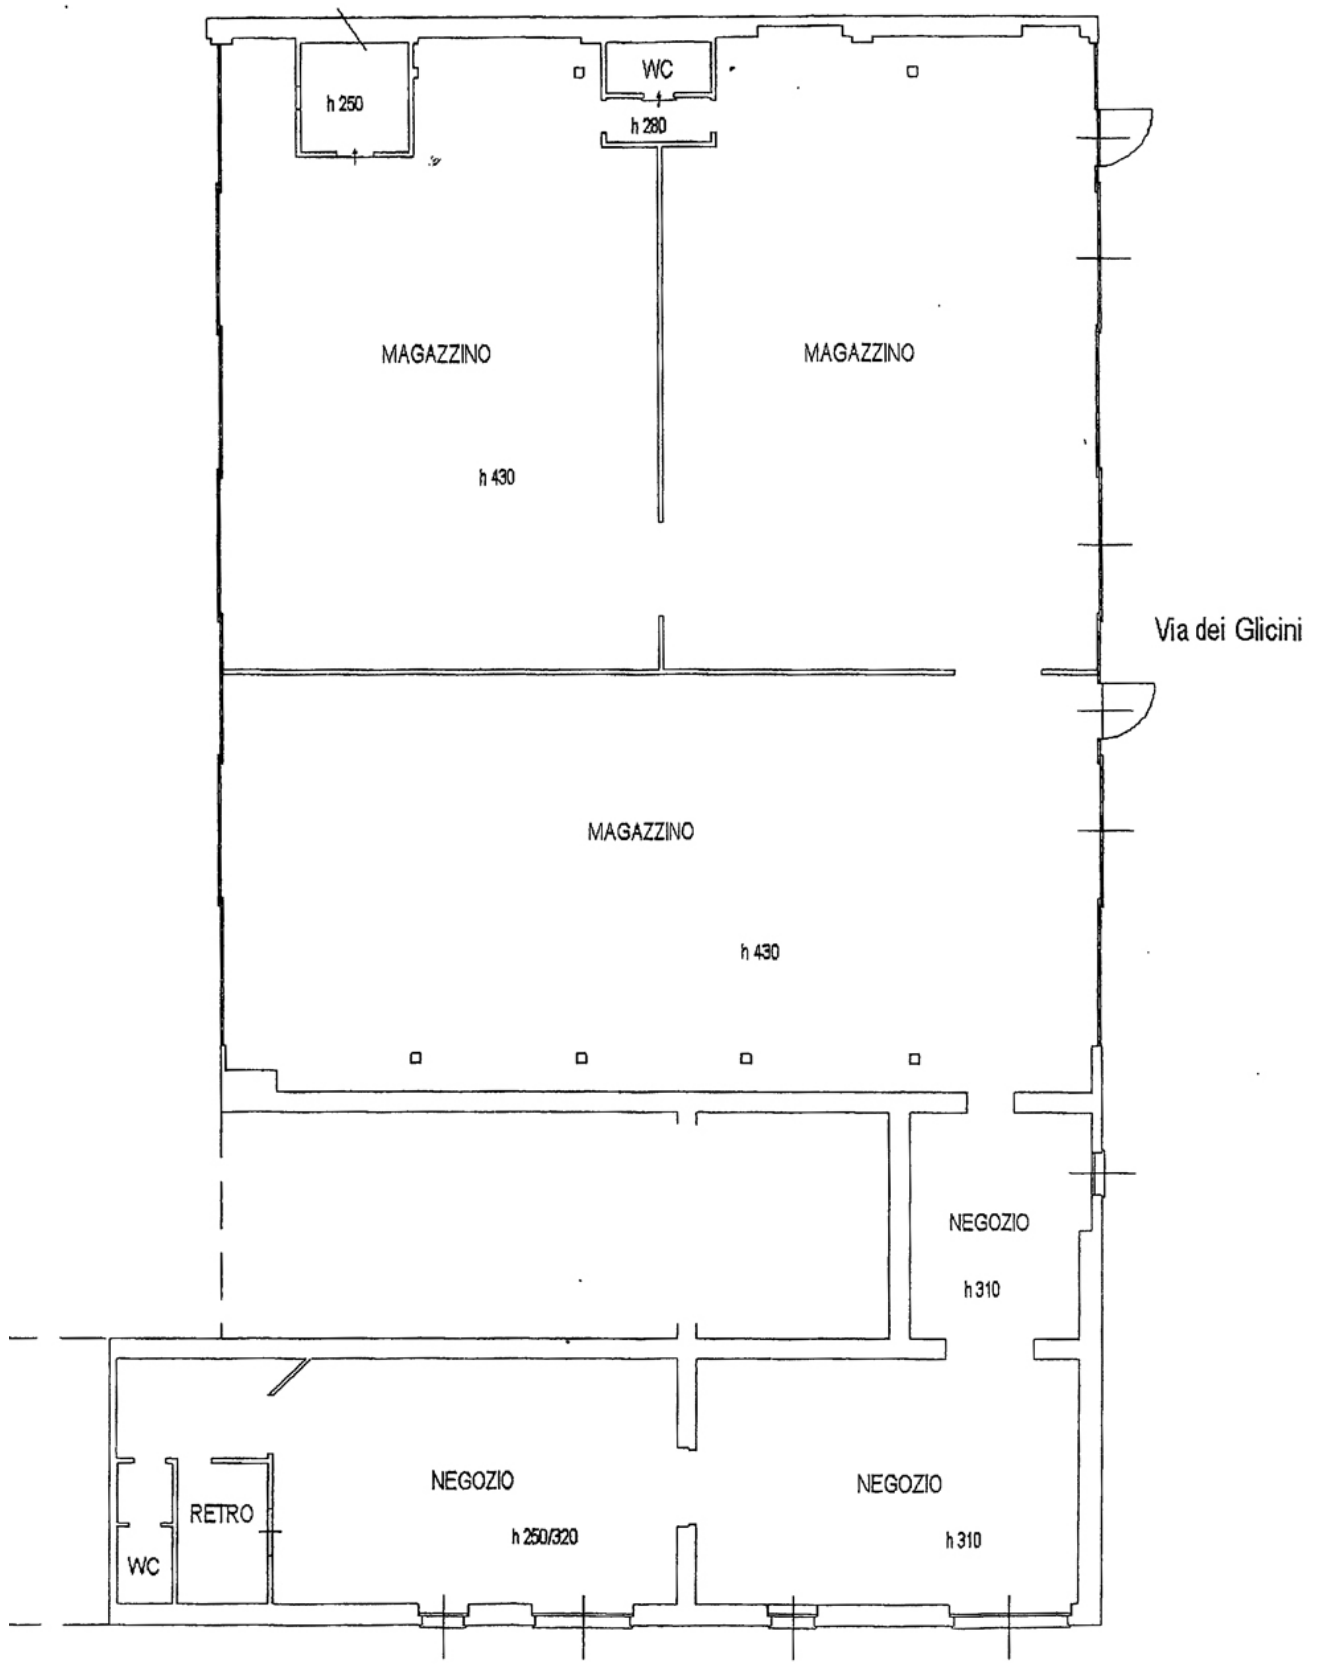 WC
h 250
h 280
MAGAZZINO
MAGAZZINO
h 430
Via dei Glicini
MAGAZZINO
h 430
NEGOZIO
h 310
NEGOZIO
NEGOZIO
RETRO
h 250/320
h 310
WC